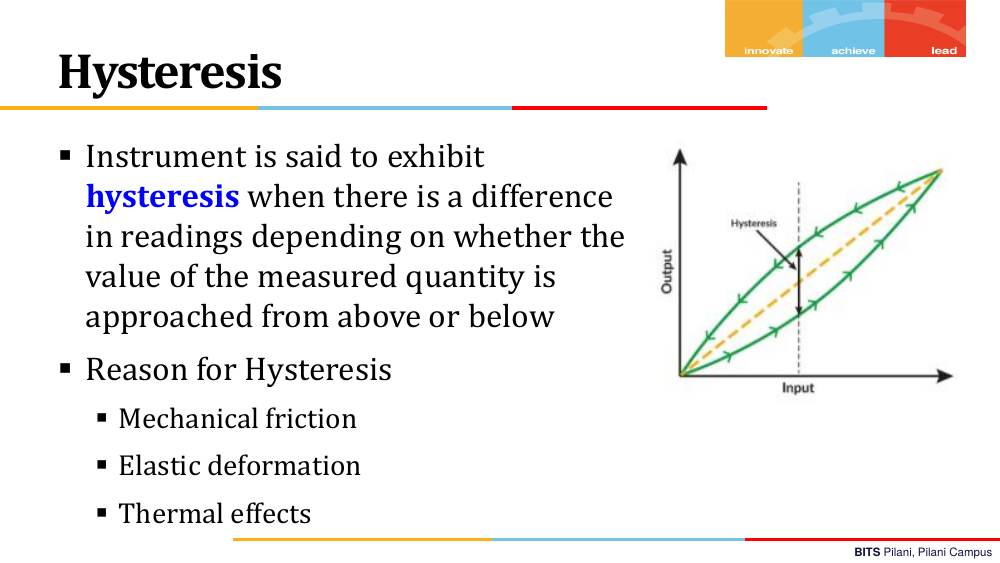 innovate achieve lead
Hysteresis
▪ Instrument is said to exhibit
hysteresis when there is a difference
in readings depending on whether the
value of the measured quantity is
approached from above or below
▪ Reason for Hysteresis
▪ Mechanical friction
▪ Elastic deformation
▪ Thermal effects
Hysteresis
Output
Input
BITS Pilani, Pilani Campus